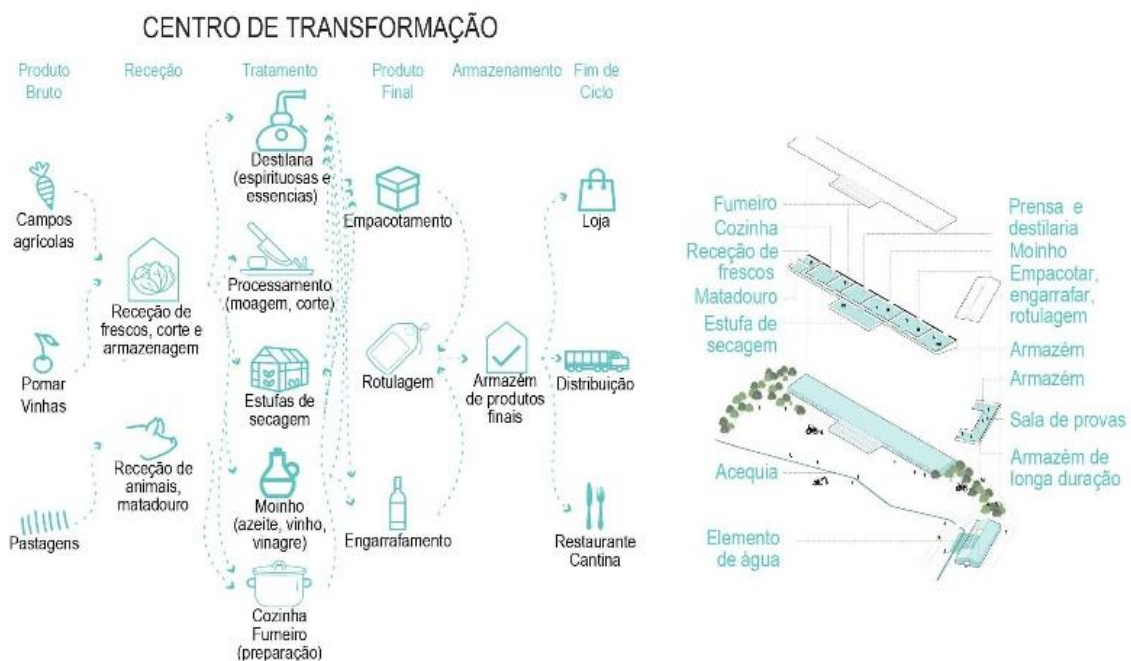 CENTRO DE TRANSFORMAÇÃO
Produto
Bruto
Receção
Tratamento
Produto
Final
Armazenamento
Fim de
Ciclo
Campos
agrícolas
Pomar
Vinhas
Pastagens
Receção de
frescos, corte e
armazenagem
Receção de
animais,
matadouro
Destilaria
(espirituosas e
essencias)
Processamento
(moagem, corte)
Estufas de
secagem
Moinho
(azeite, vinho,
vinagre)
Cozinha
Fumeiro
(preparação)
Empacotamento
Rotulagem
Engarrafamento
Armazém
de produtos
finais
Loja
Distribuição
Restaurante
Cantina
Fumeiro
Cozinha
Receção de
frescos
Matadouro
Estufa de
secagem
Acequia
Elemento
de água
Prensa e
destilaria
Moinho
Empacotar,
engarrafar,
rotulagem
Armazém
Armazém
Sala de provas
Armazém de
longa duração